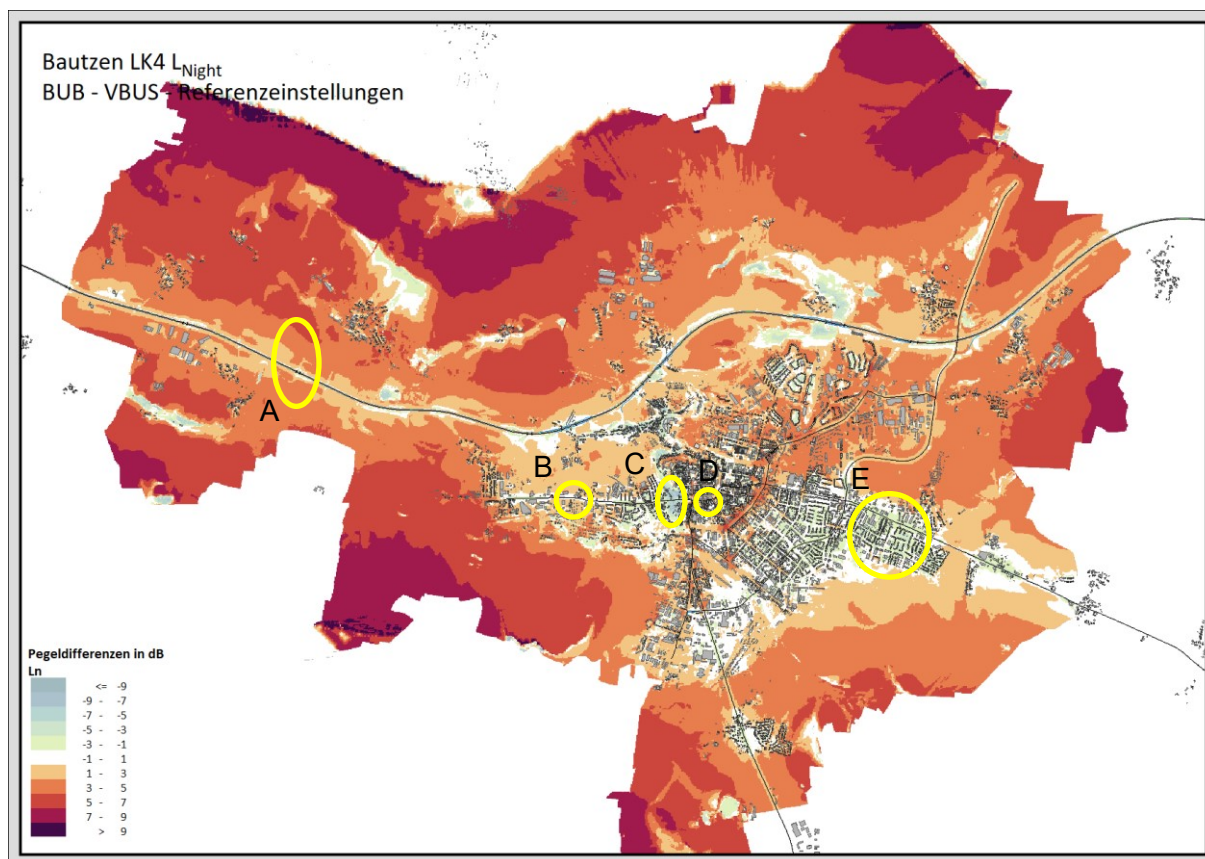 Bautzen LK4 LNight
BUB - VBUS - Referenzeinstellungen
A
B
C
D
E
Pegeldifferenzen in dB
Ln
<= -9
-9 - -7
-7 - -5
-5 - -3
-3 - -1
-1 - 1
1 - 3
3 - 5
5 - 7
7 - 9
> 9